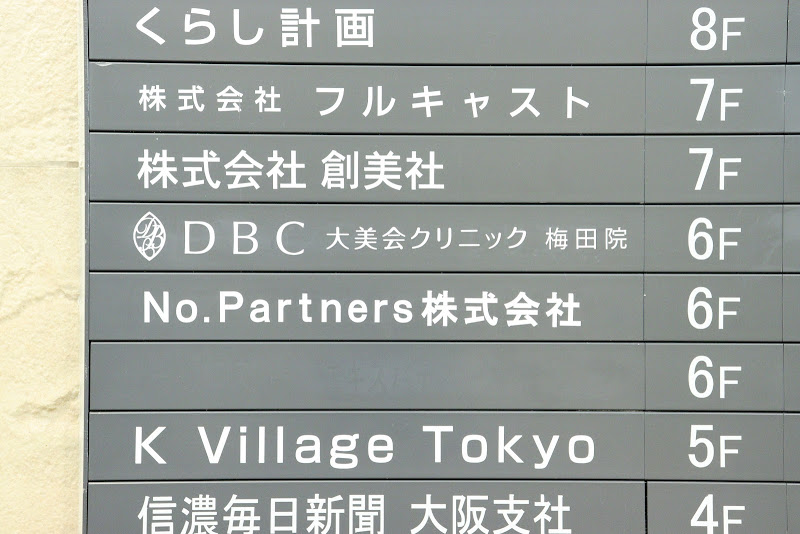 くらし計画 8F
株式会社 フルキャスト 7F
株式会社 創美社 7F
DBC 大美会クリニック 梅田院 6F
No.Partners株式会社 6F
6F
K Village Tokyo 5F
信濃毎日新聞 大阪支社 4F